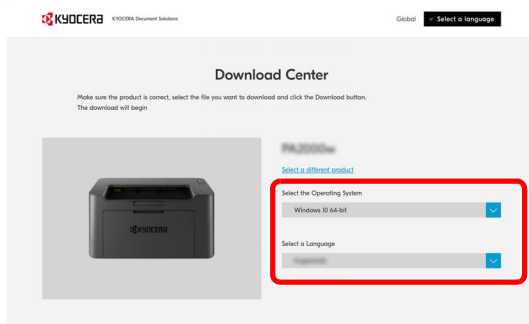 KYOCERA KYOCERA Document Solutions
Global Select a language
Download Center
Make sure the product is correct, select the file you want to download and click the Download button.
The download will begin
PA2000w
Select a different product
Select the Operating System
Windows 10 64-bit
Select a Language
KYOCERA